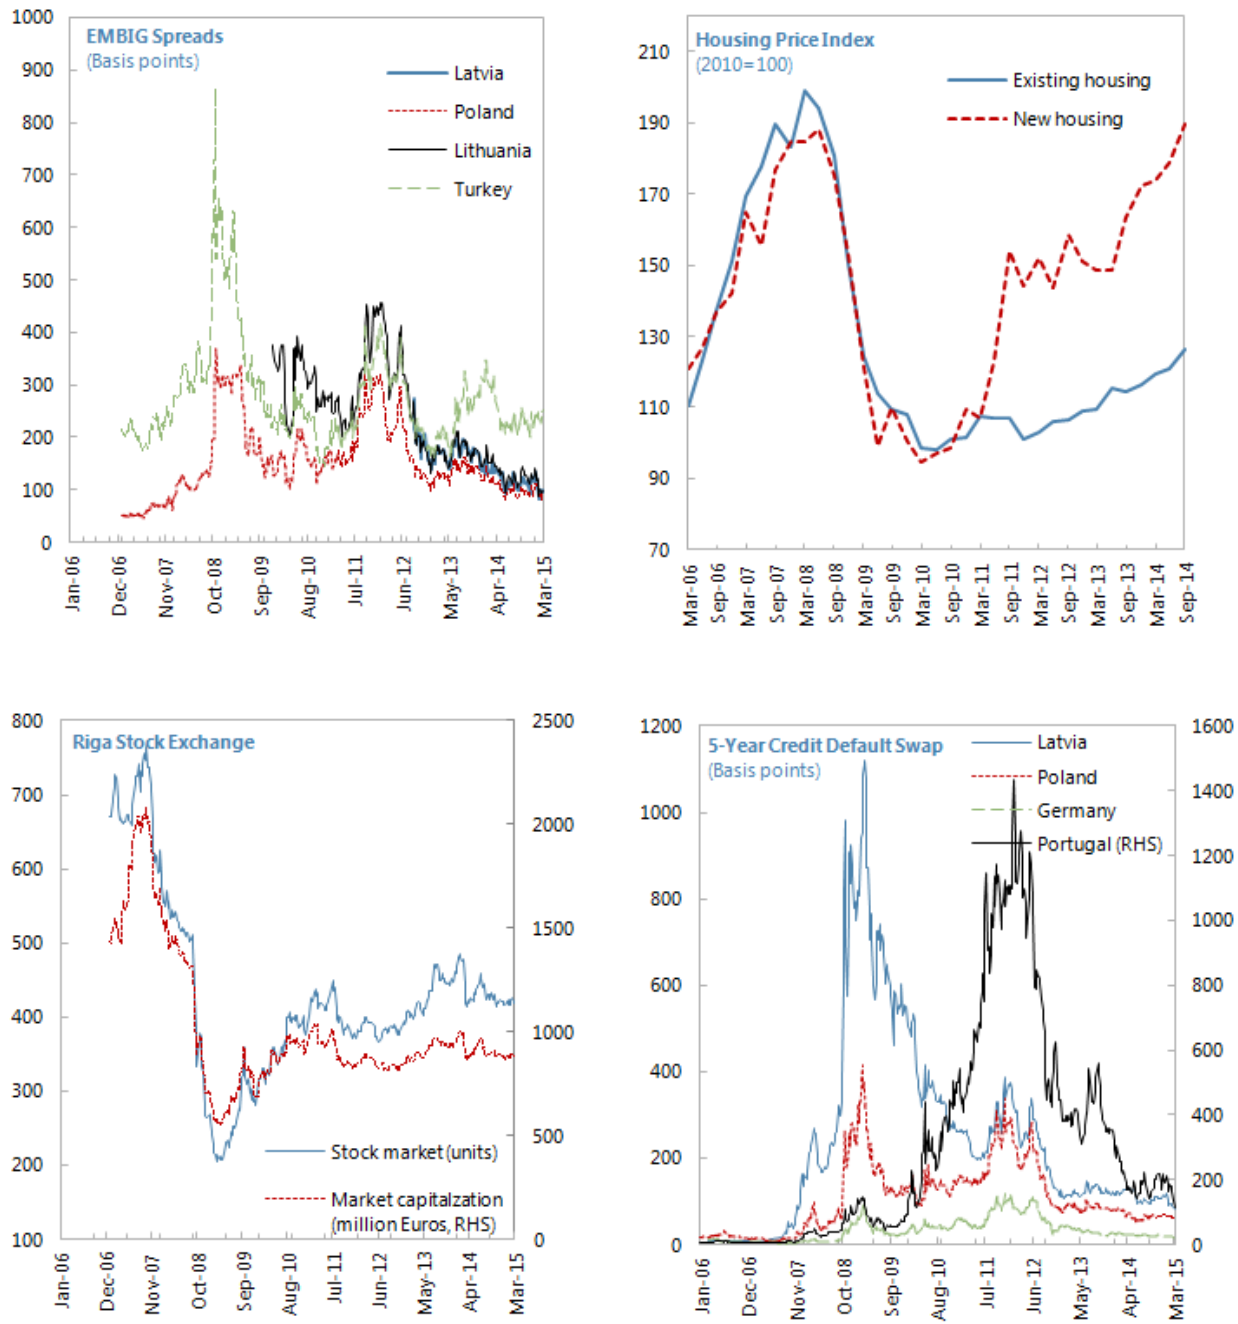 EMBIG Spreads
(Basis points)
Latvia
Poland
Lithuania
Turkey
1000
900
800
700
600
500
400
300
200
100
0
Jan-06
Dec-06
Nov-07
Oct-08
Sep-09
Aug-10
Jul-11
Jun-12
May-13
Apr-14
Mar-15
Housing Price Index
(2010=100)
Existing housing
New housing
210
190
170
150
130
110
90
70
Mar-06
Sep-06
Mar-07
Sep-07
Mar-08
Sep-08
Mar-09
Sep-09
Mar-10
Sep-10
Mar-11
Sep-11
Mar-12
Sep-12
Mar-13
Sep-13
Mar-14
Sep-14
Riga Stock Exchange
800
700
600
500
400
300
200
100
2500
2000
1500
1000
500
0
Stock market (units)
Market capitalzation
(million Euros, RHS)
Jan-06
Dec-06
Nov-07
Oct-08
Sep-09
Aug-10
Jul-11
Jun-12
May-13
Apr-14
Mar-15
5-Year Credit Default Swap
(Basis points)
Latvia
Poland
Germany
Portugal (RHS)
1200
1000
800
600
400
200
0
1600
1400
1200
1000
800
600
400
200
0
Jan-06
Dec-06
Nov-07
Oct-08
Sep-09
Aug-10
Jul-11
Jun-12
May-13
Apr-14
Mar-15